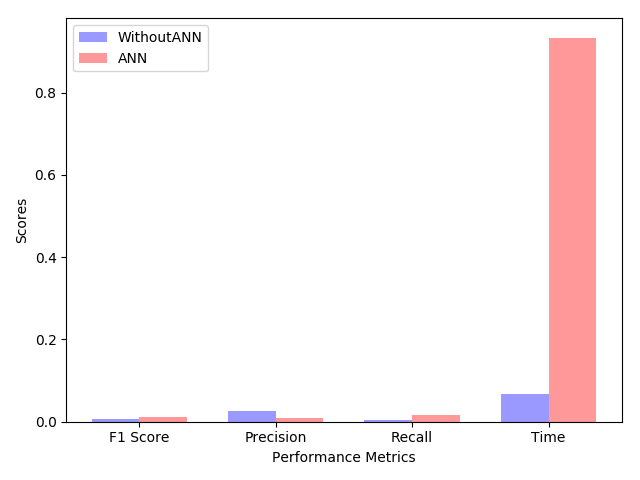 WithoutANN
ANN
0.8
0.6
0.4
0.2
0.0
Scores
F1 Score Precision Recall Time
Performance Metrics